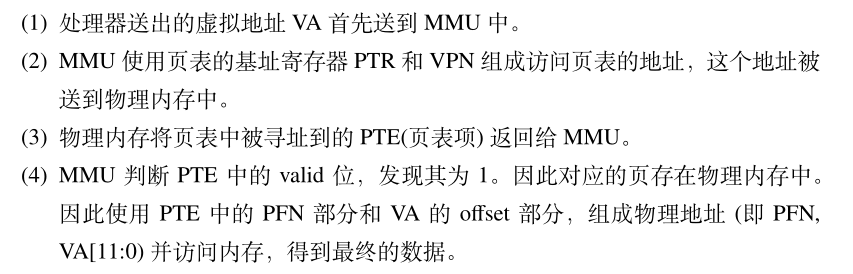 (1) 处理器送出的虚拟地址 VA 首先送到 MMU 中。
(2) MMU 使用页表的基址寄存器 PTR 和 VPN 组成访问页表的地址，这个地址被
送到物理内存中。
(3) 物理内存将页表中被寻址到的 PTE(页表项) 返回给 MMU。
(4) MMU 判断 PTE 中的 valid 位，发现其为 1。因此对应的页存在物理内存中。
因此使用 PTE 中的 PFN 部分和 VA 的 offset 部分，组成物理地址 (即 PFN,
VA[11:0) 并访问内存，得到最终的数据。